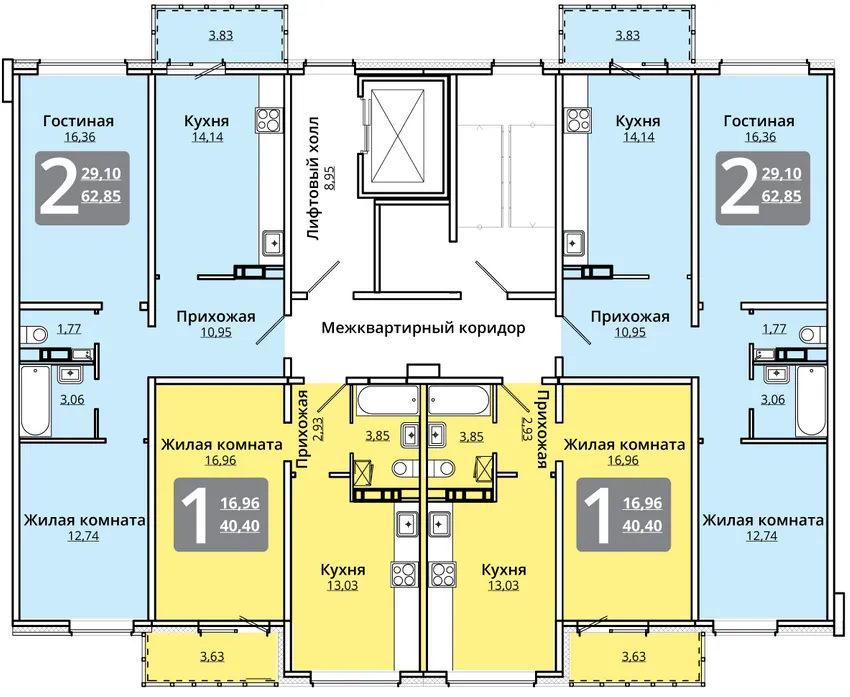 3.83
3.83
Гостиная
16,36
2
29,10
62,85
Кухня
14,14
Лифтовый холл
8,95
Кухня
14,14
Гостиная
16,36
2
29,10
62,85
1,77
Прихожая
10,95
Межквартирный коридор
Прихожая
10,95
1,77
3,06
3,06
Жилая комната
16,96
1
16,96
40,40
Прихожая
2,93
3,85
3,85
Прихожая
2,93
Жилая комната
16,96
1
16,96
40,40
Жилая комната
12,74
Жилая комната
12,74
Кухня
13,03
Кухня
13,03
3,63
3,63